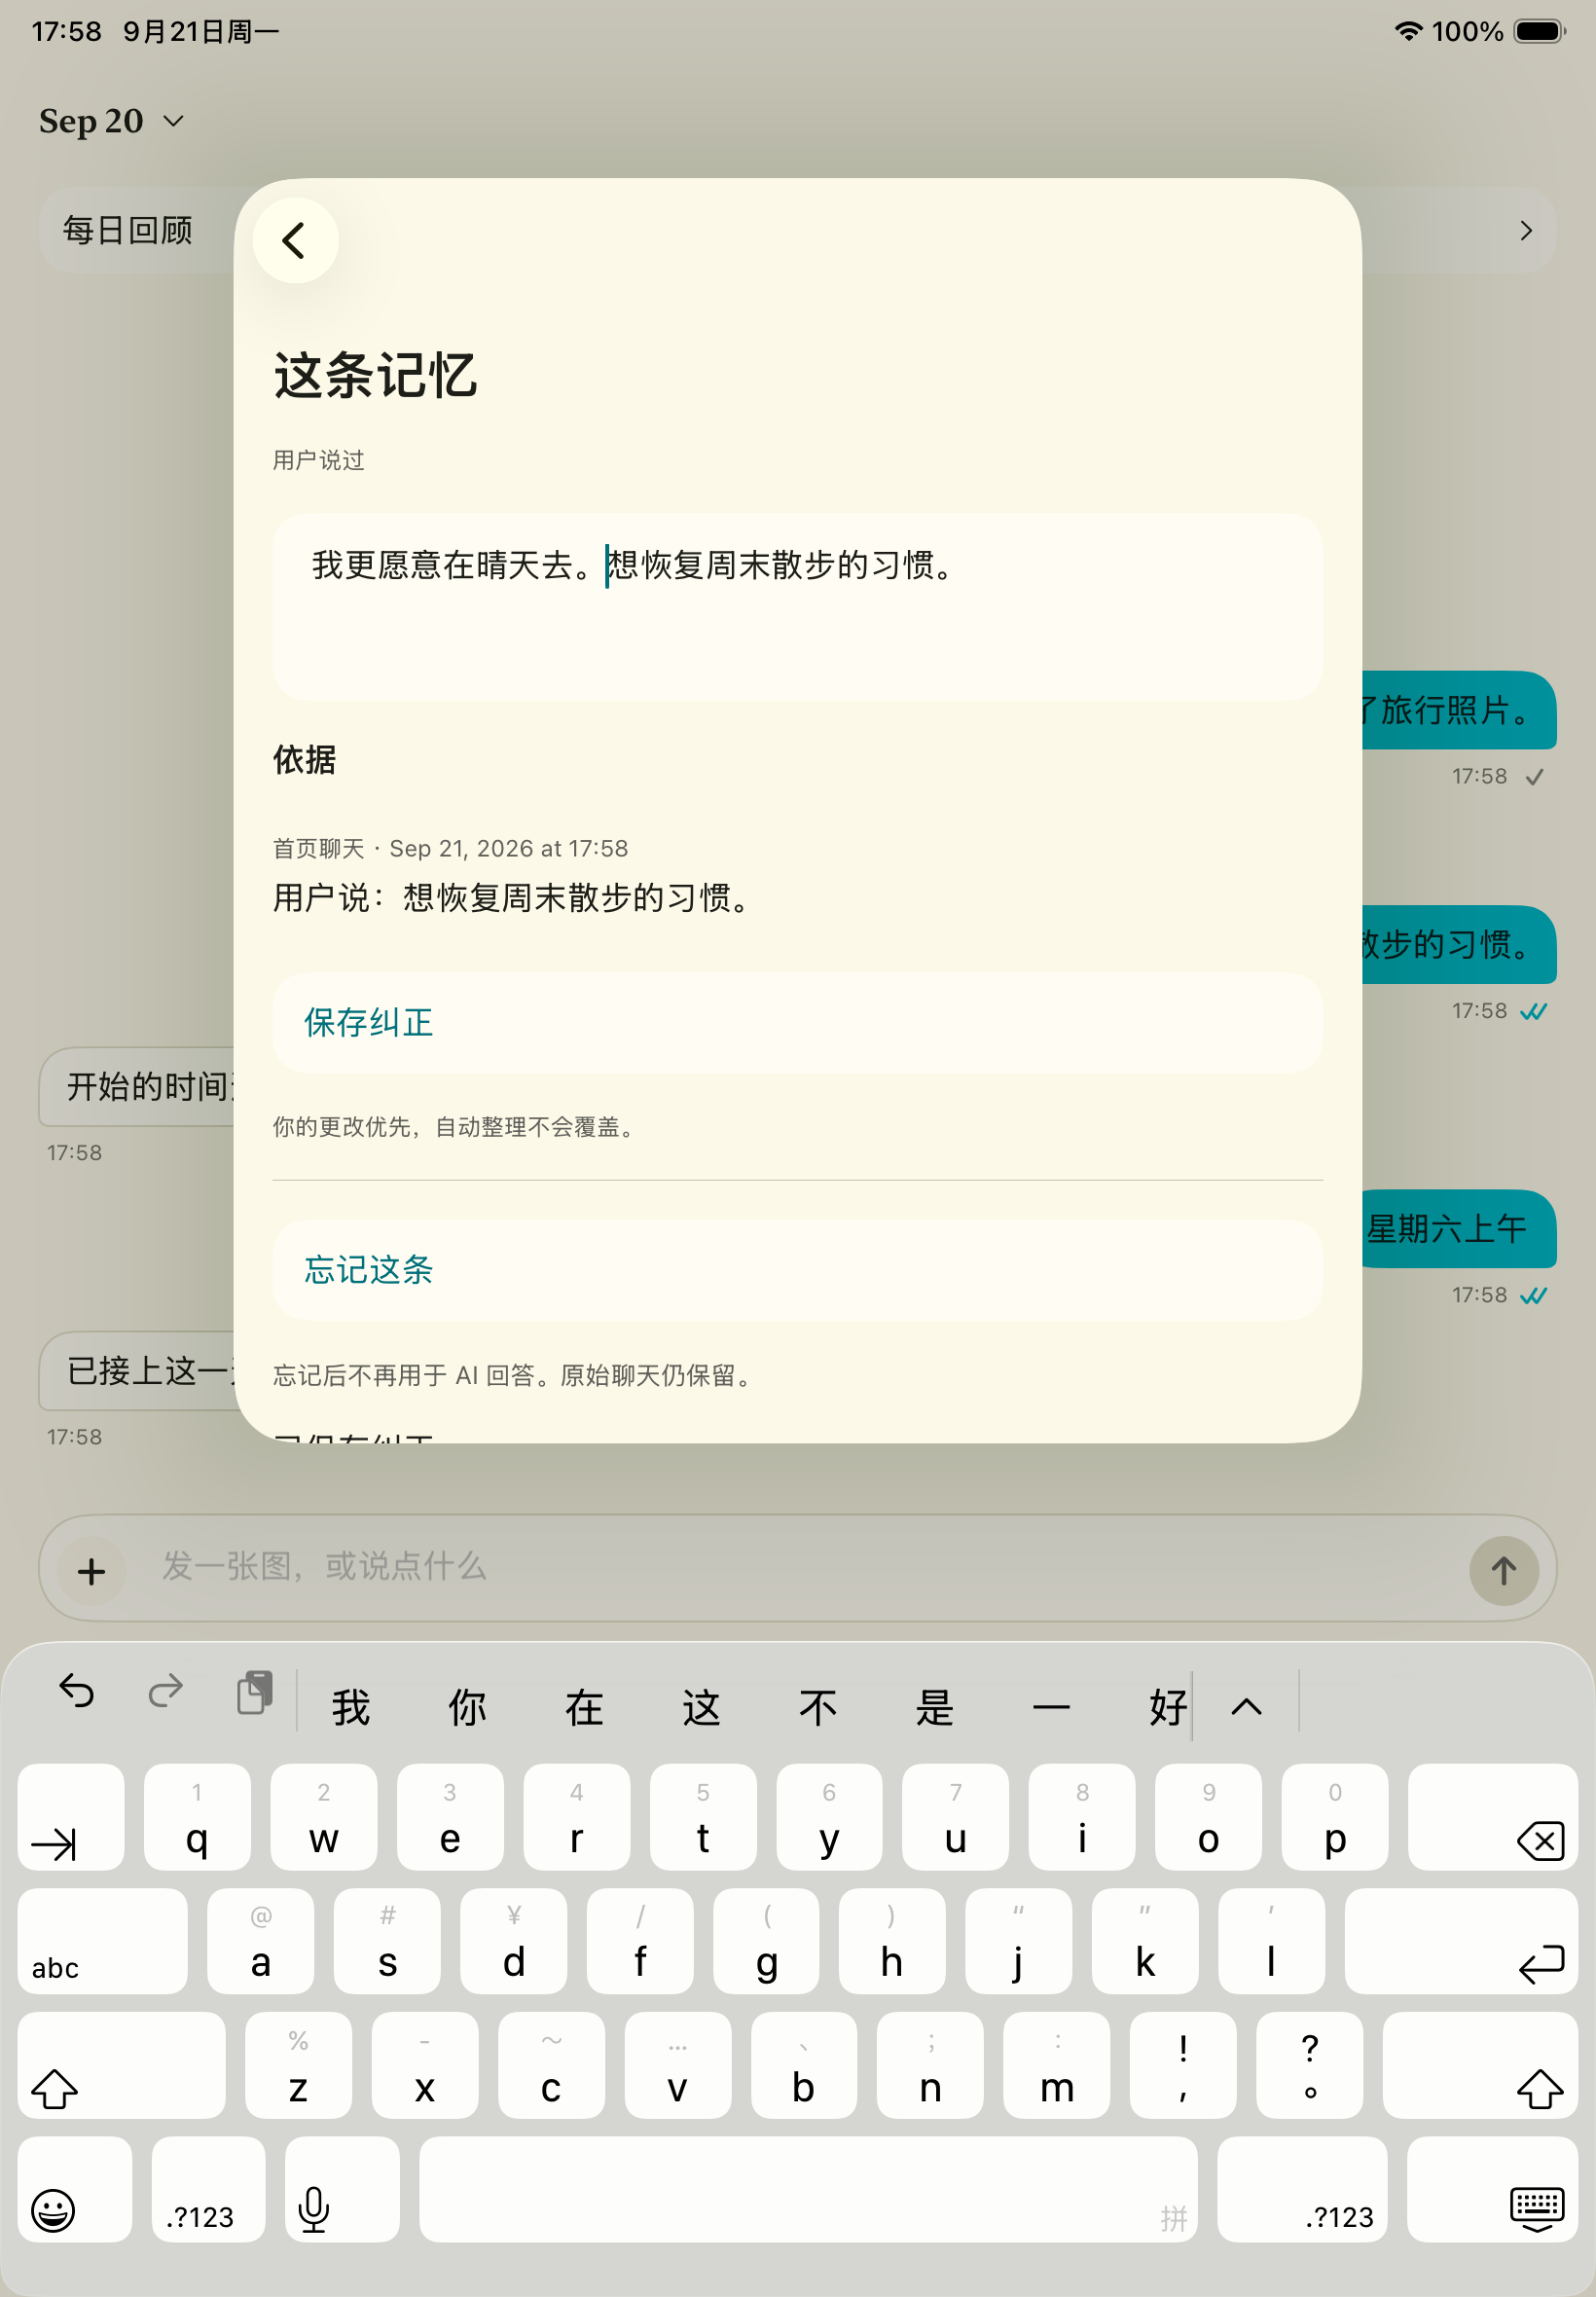 17:58 9月21日周一
100%
Sep 20
每日回顾
这条记忆
用户说过
我更愿意在晴天去。想恢复周末散步的习惯。
旅行照片。
17:58
依据
首页聊天 · Sep 21, 2026 at 17:58
用户说：想恢复周末散步的习惯。
步的习惯。
17:58
保存纠正
开始的时间
你的更改优先，自动整理不会覆盖。
17:58
星期六上午
忘记这条
17:58
已接上这一
忘记后不再用于 AI 回答。原始聊天仍保留。
17:58
发一张图，或说点什么
我 你 在 这 不 是 一 好
1 2 3 4 5 6 7 8 9 0
q w e r t y u i o p
@ # ¥ / ( ) “ ” ‘
abc a s d f g h j k l
% - ～ … 、 ; : ! ?
z x c v b n m , 。
.?123 拼 .?123